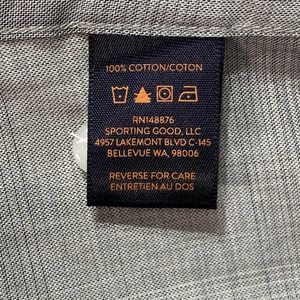 100% COTTON/COTON
RN148876
SPORTING GOOD, LLC
4957 LAKEMONT BLVD C-145
BELLEVUE WA, 98006
REVERSE FOR CARE
ENTRETIEN AU DOS